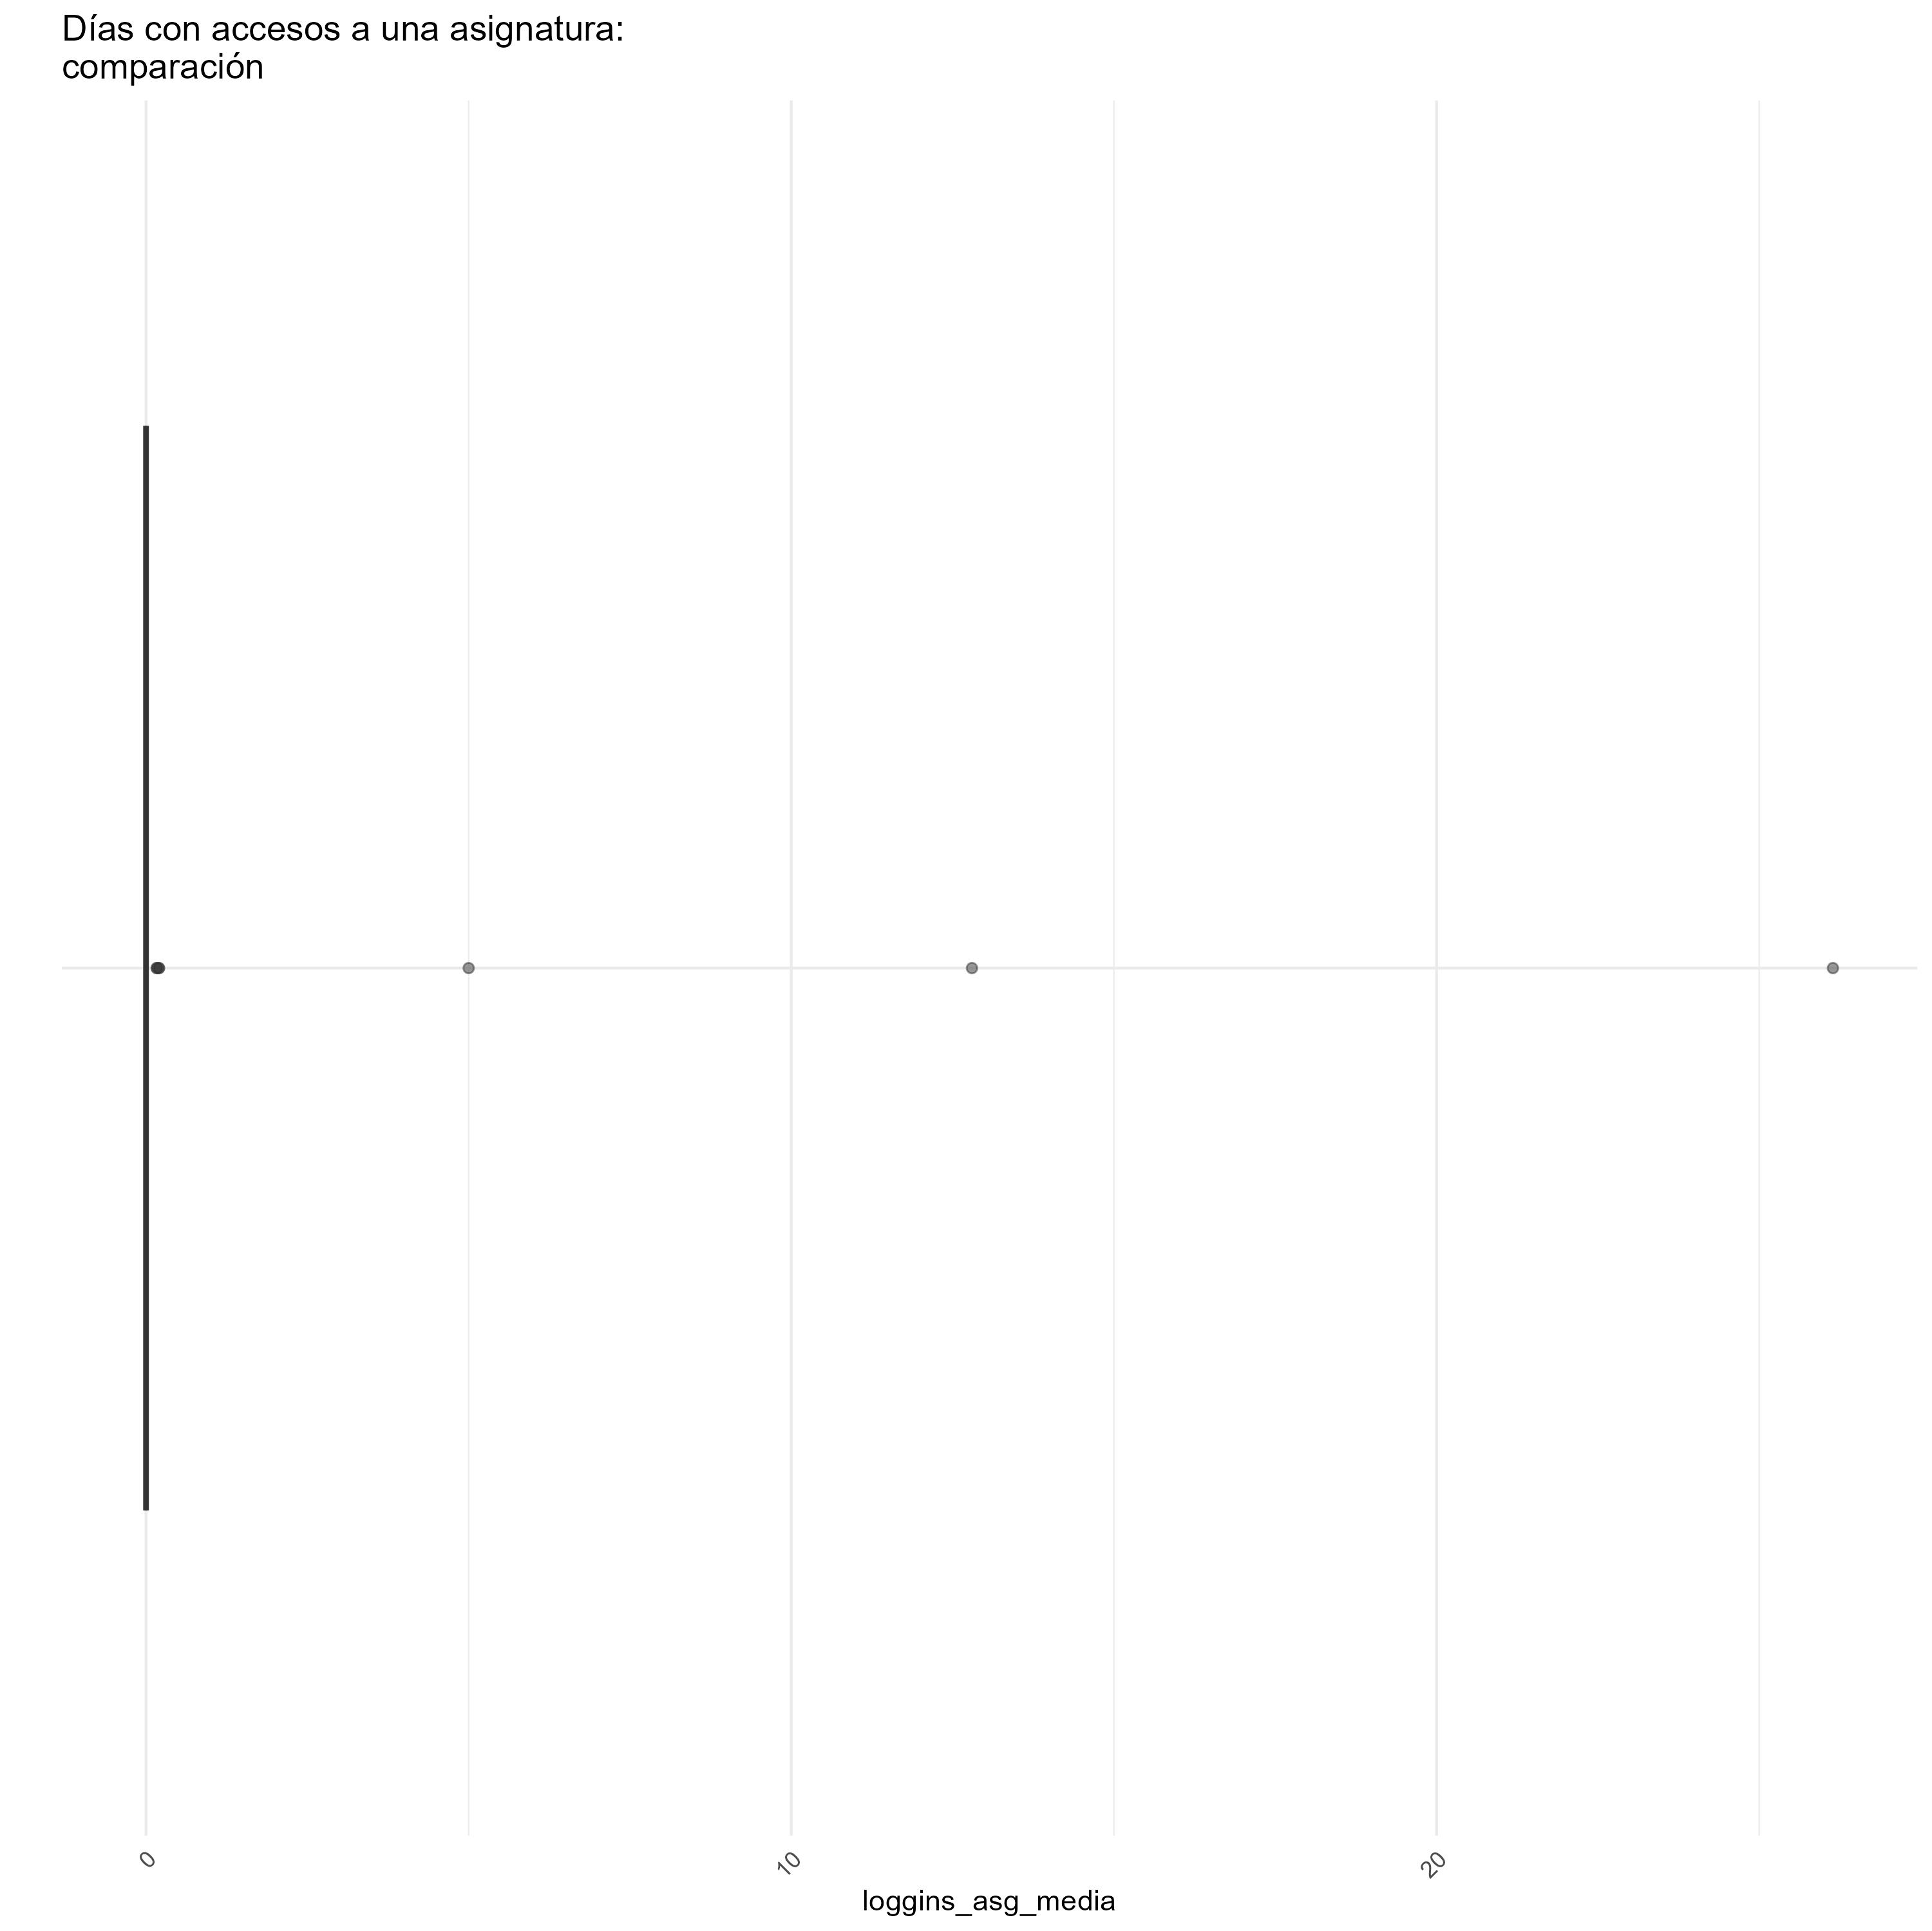 Días con accesos a una asignatura:
comparación
0
10
20
loggins_asg_media